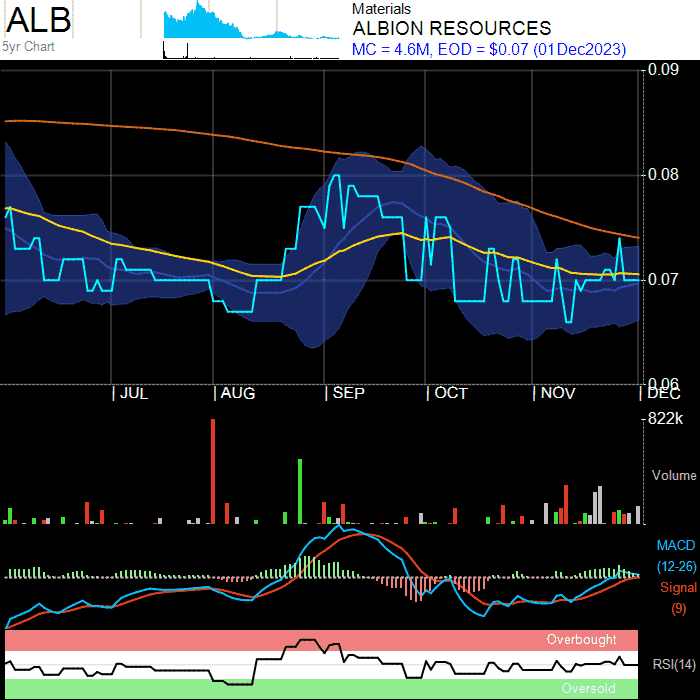 ALB
5yr Chart
Materials
ALBION RESOURCES
MC = 4.6M, EOD = $0.07 (01Dec2023)
0.09
0.08
0.07
0.06
JUL
AUG
SEP
OCT
NOV
DEC
822k
Volume
MACD
(12-26)
Signal
(9)
Overbought
RSI(14)
Oversold